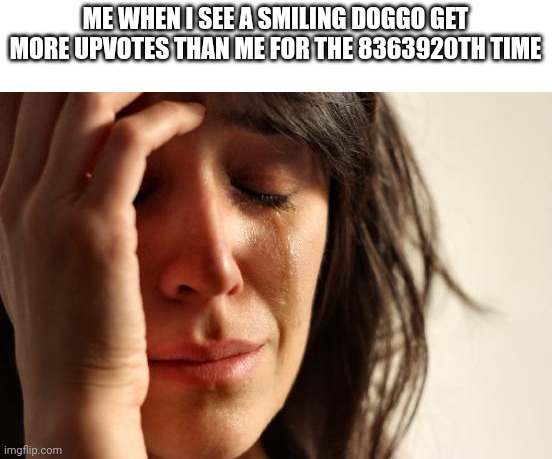 ME WHEN I SEE A SMILING DOGGO GET
MORE UPVOTES THAN ME FOR THE 8363920TH TIME
imgflip.com